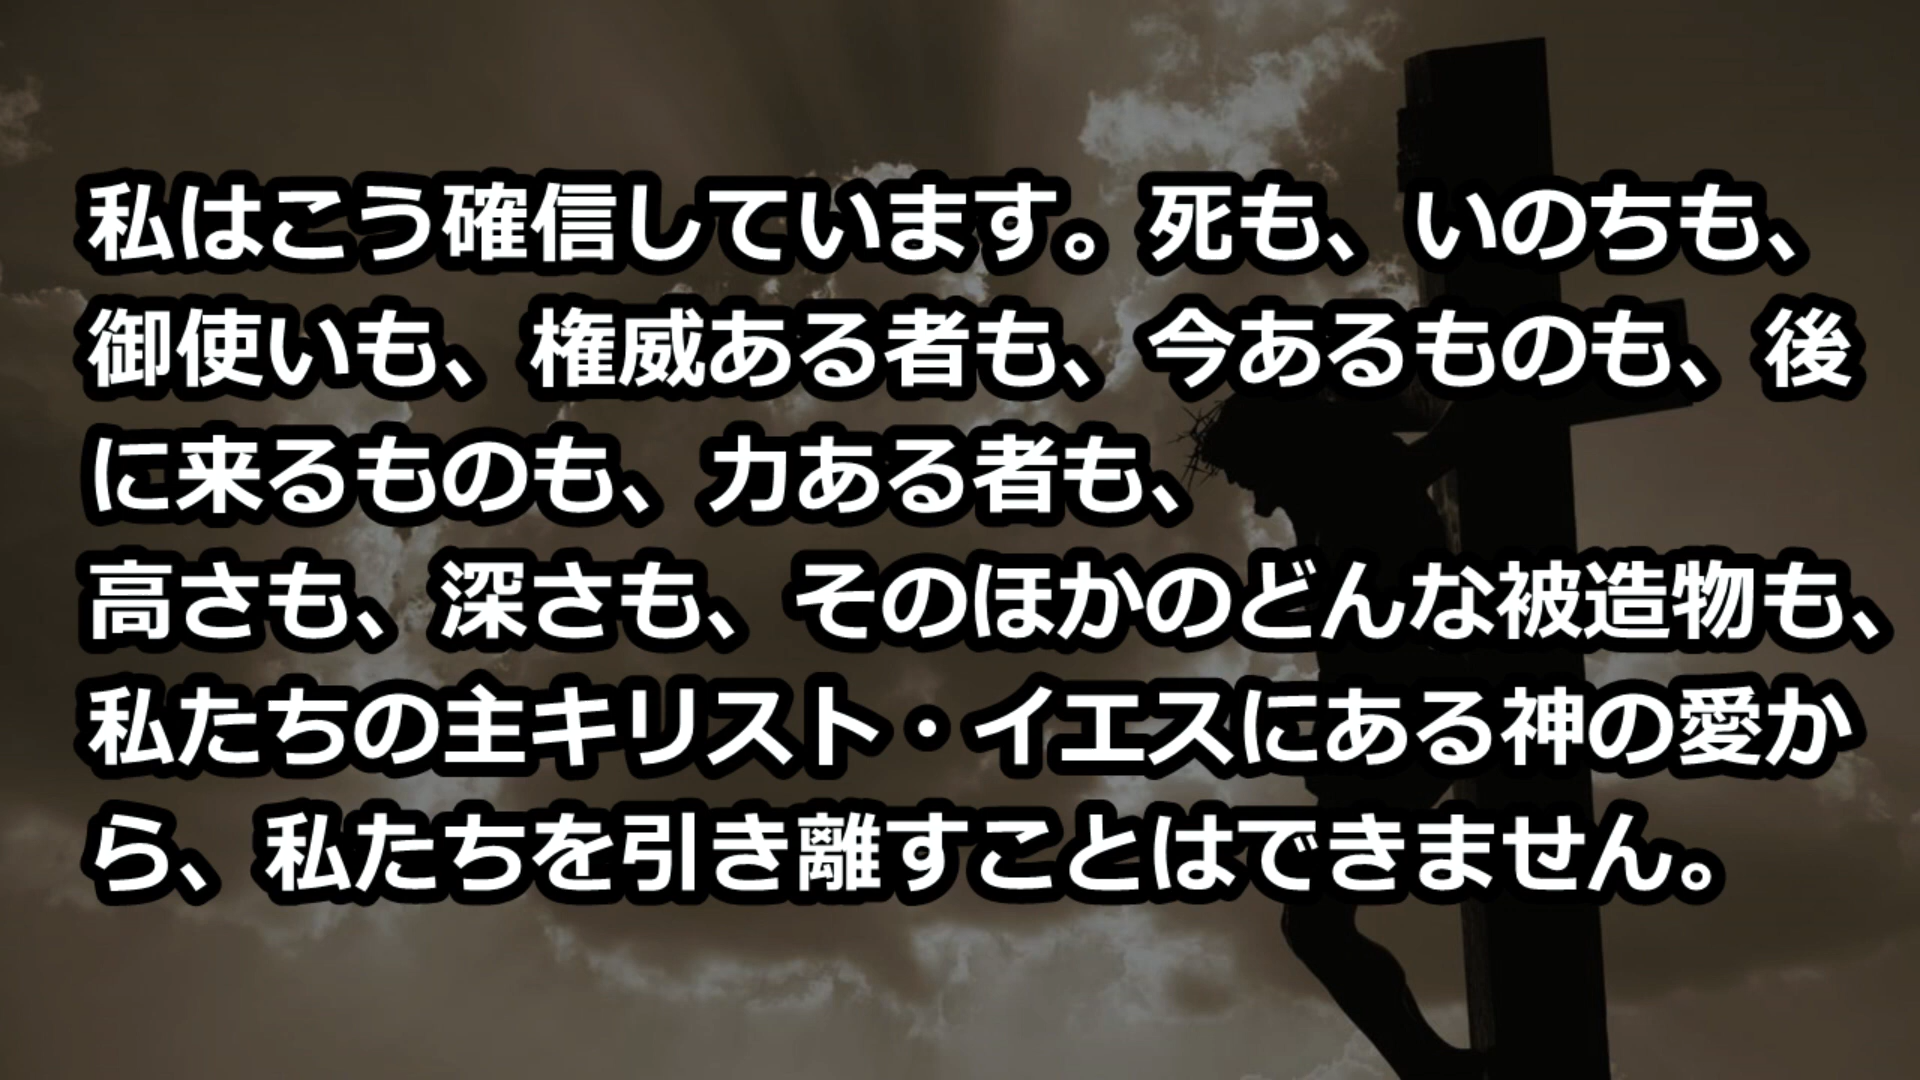 私はこう確信しています。死も、いのちも、
御使いも、権威ある者も、今あるものも、後
に来るものも、力ある者も、
高さも、深さも、そのほかのどんな被造物も、
私たちの主キリスト・イエスにある神の愛か
ら、私たちを引き離すことはできません。